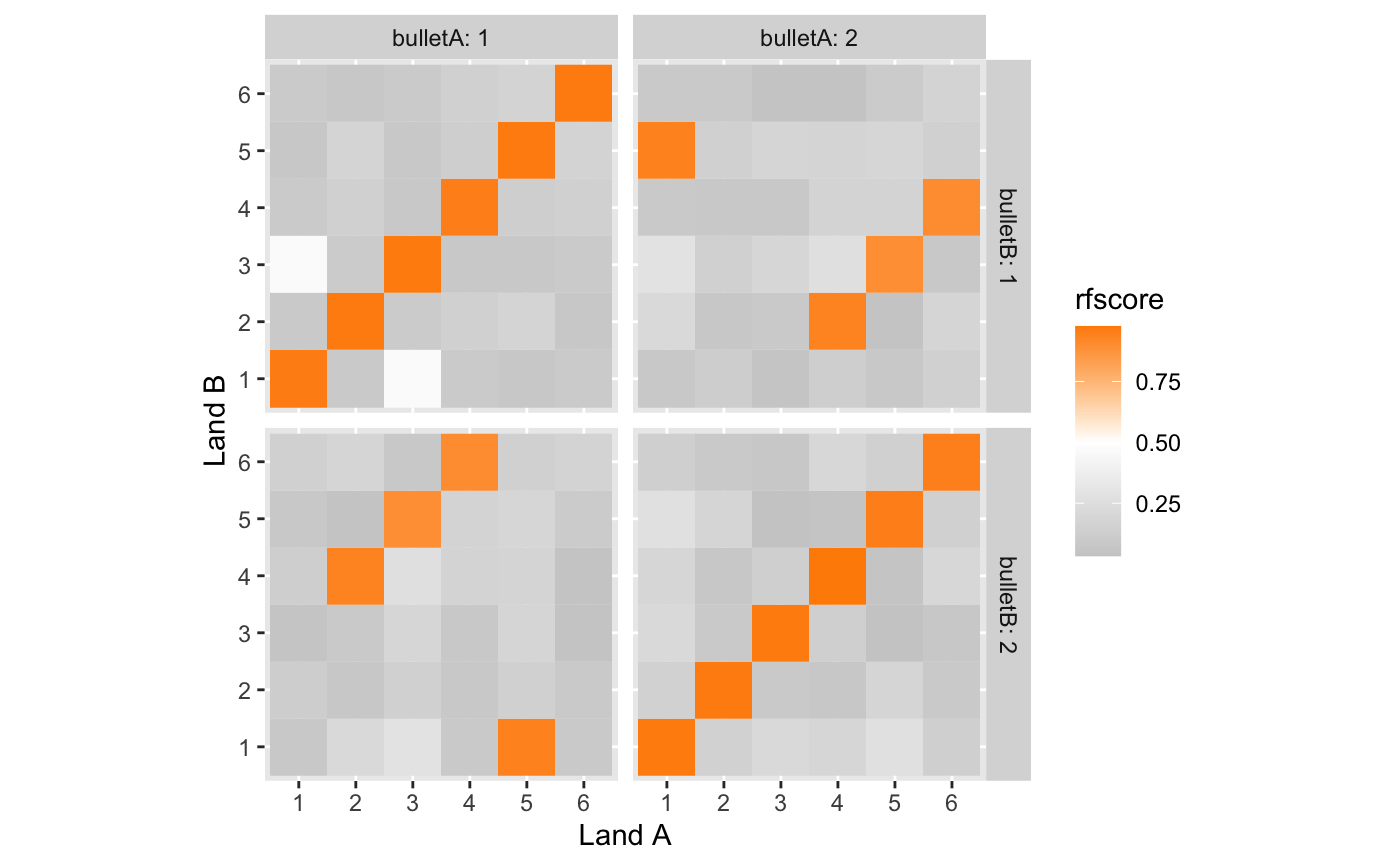 bulletA: 1
bulletA: 2
6
5
4
3
2
1
bulletB: 1
6
5
4
3
2
1
bulletB: 2
1 2 3 4 5 6
1 2 3 4 5 6
Land A
Land B
rfscore
0.75
0.50
0.25